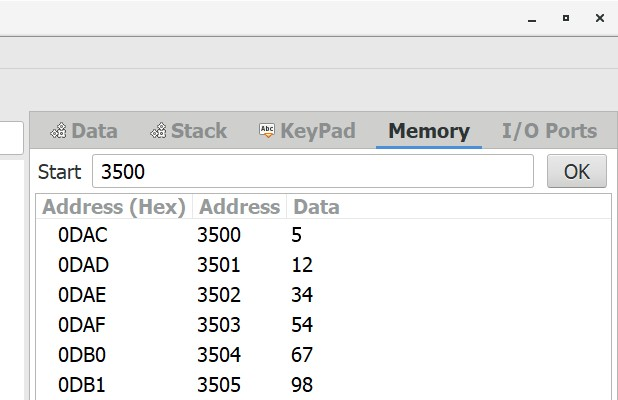 Data Stack Abc KeyPad Memory I/O Ports
Start 3500 OK
Address (Hex) Address Data
0DAC 3500 5
0DAD 3501 12
0DAE 3502 34
0DAF 3503 54
0DB0 3504 67
0DB1 3505 98